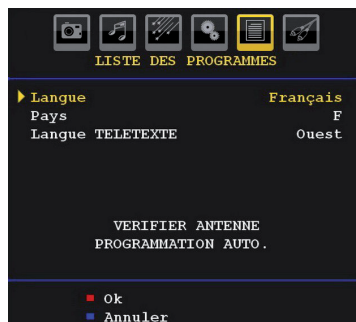 LISTE DES PROGRAMMES
Langue Français
Pays F
Langue TELETEXTE Ouest
VERIFIER ANTENNE
PROGRAMMATION AUTO.
Ok
Annuler